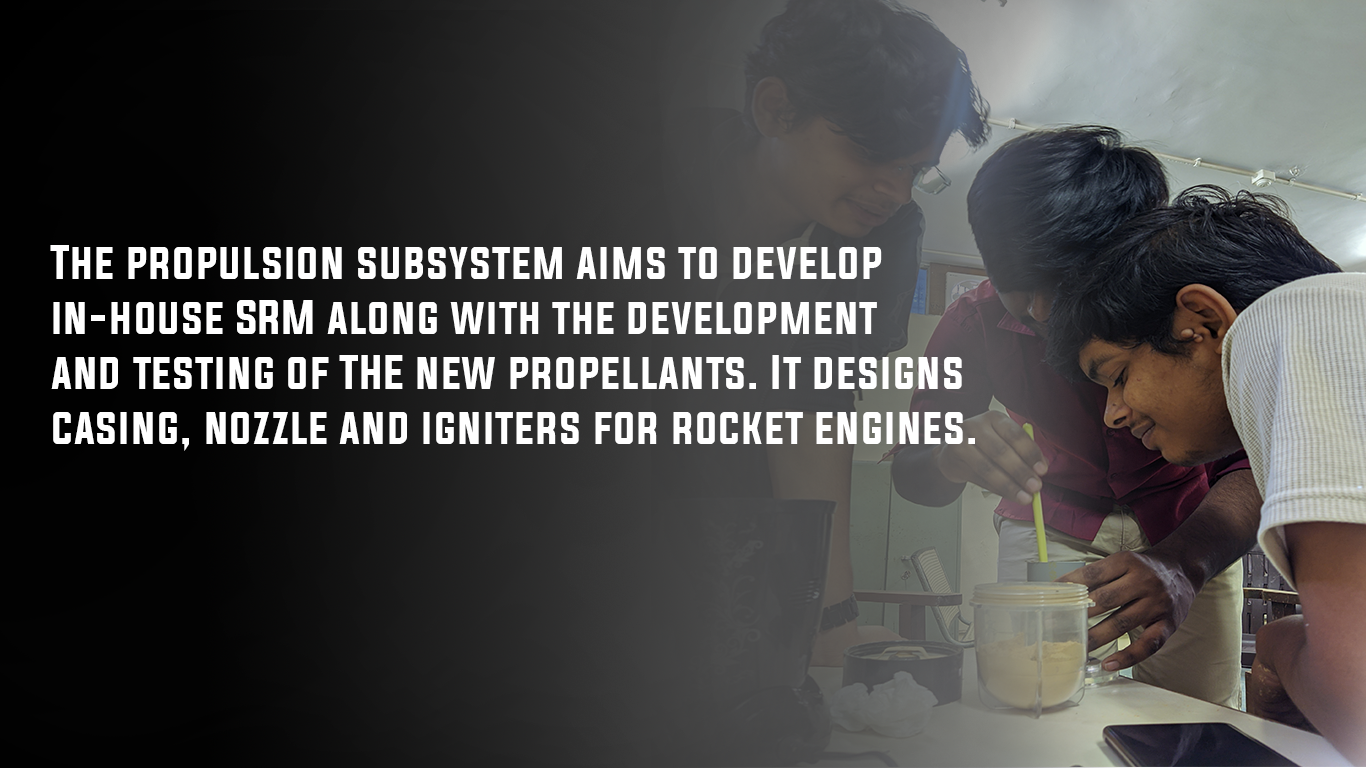 The propulsion subsystem aims to develop
in-house SRM along with the development
and testing of THE new propellants. It designs
casing, nozzle and igniters for rocket engines.